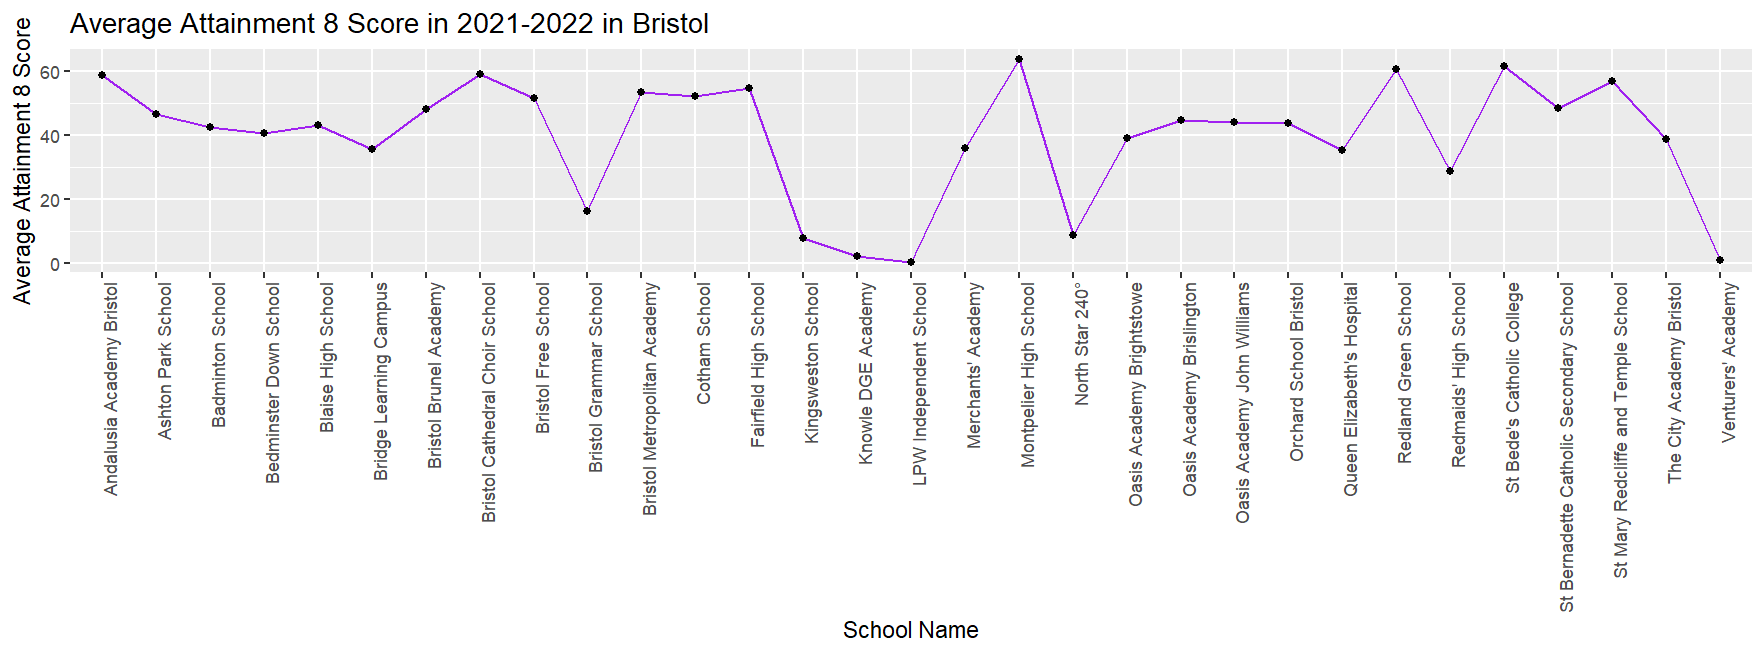 Average Attainment 8 Score in 2021-2022 in Bristol
Average Attainment 8 Score
60
40
20
0
Andalusia Academy Bristol
Ashton Park School
Badminton School
Bedminster Down School
Blaise High School
Bridge Learning Campus
Bristol Brunel Academy
Bristol Cathedral Choir School
Bristol Free School
Bristol Grammar School
Bristol Metropolitan Academy
Cotham School
Fairfield High School
Kingsweston School
Knowle DGE Academy
LPW Independent School
Merchants' Academy
Montpelier High School
North Star 240°
Oasis Academy Brightstowe
Oasis Academy Brislington
Oasis Academy John Williams
Orchard School Bristol
Queen Elizabeth's Hospital
Redland Green School
Redmaids' High School
St Bede's Catholic College
St Bernadette Catholic Secondary School
St Mary Redcliffe and Temple School
The City Academy Bristol
Venturers' Academy
School Name